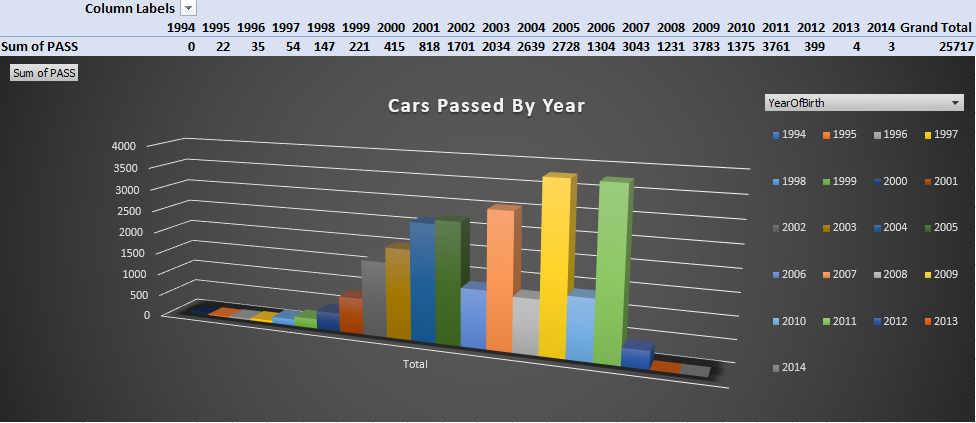 Column Labels
1994 1995 1996 1997 1998 1999 2000 2001 2002 2003 2004 2005 2006 2007 2008 2009 2010 2011 2012 2013 2014 Grand Total
Sum of PASS 0 22 35 54 147 221 415 818 1701 2034 2639 2728 1304 3043 1231 3783 1375 3761 399 4 3 25717
Sum of PASS
Cars Passed By Year
YearOfBirth
4000
3500
3000
2500
2000
1500
1000
500
0
Total
1994 1995 1996 1997
1998 1999 2000 2001
2002 2003 2004 2005
2006 2007 2008 2009
2010 2011 2012 2013
2014